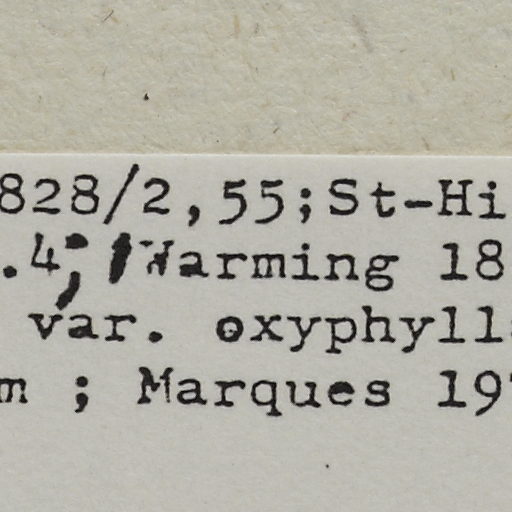 828/2,55;St-Hi
.4; Warming 18
var. oxyphyll
m ; Marques 19